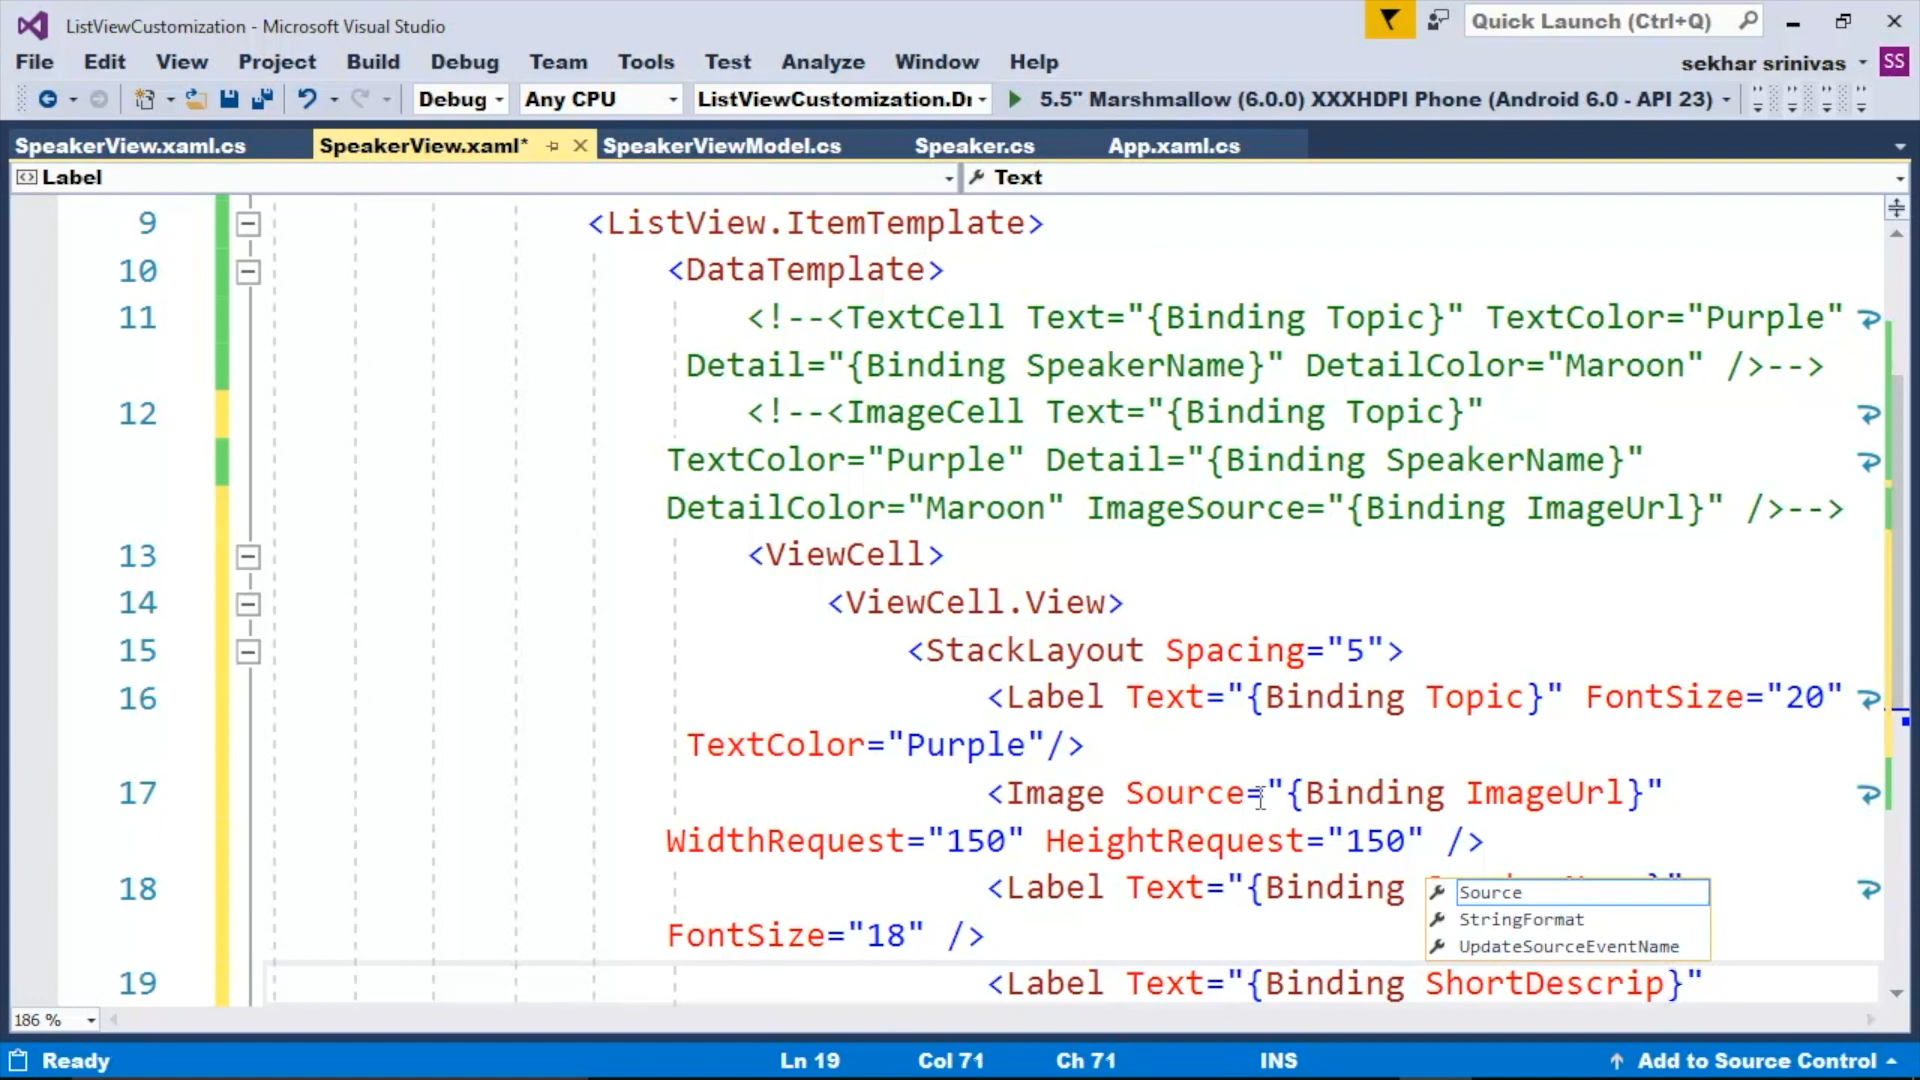 ListViewCustomization - Microsoft Visual Studio
Quick Launch (Ctrl+Q)
File Edit View Project Build Debug Team Tools Test Analyze Window Help
sekhar srinivas SS
Debug Any CPU ListViewCustomization.Dr 5.5" Marshmallow (6.0.0) XXXHDPI Phone (Android 6.0 - API 23)
SpeakerView.xaml.cs SpeakerView.xaml* SpeakerViewModel.cs Speaker.cs App.xaml.cs
Label Text
9 <ListView.ItemTemplate>
10 <DataTemplate>
11 <!--<TextCell Text="{Binding Topic}" TextColor="Purple"
Detail="{Binding SpeakerName}" DetailColor="Maroon" />-->
12 <!--<ImageCell Text="{Binding Topic}"
TextColor="Purple" Detail="{Binding SpeakerName}"
DetailColor="Maroon" ImageSource="{Binding ImageUrl}" />-->
13 <ViewCell>
14 <ViewCell.View>
15 <StackLayout Spacing="5">
16 <Label Text="{Binding Topic}" FontSize="20"
TextColor="Purple"/>
17 <Image Source="{Binding ImageUrl}"
WidthRequest="150" HeightRequest="150" />
18 <Label Text="{Binding
Source
StringFormat
UpdateSourceEventName
FontSize="18" />
19 <Label Text="{Binding ShortDescrip}"
186 %
Ready Ln 19 Col 71 Ch 71 INS Add to Source Control